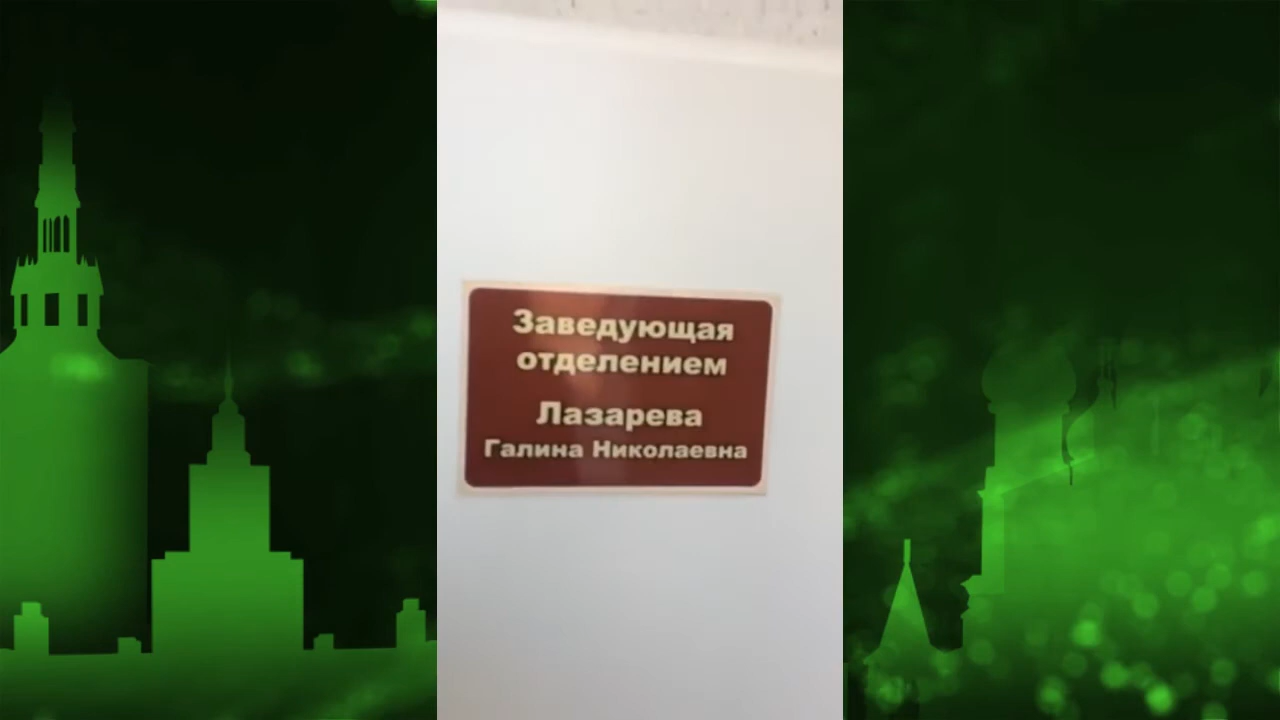 Заведующая
отделением
Лазарева
Галина Николаевна